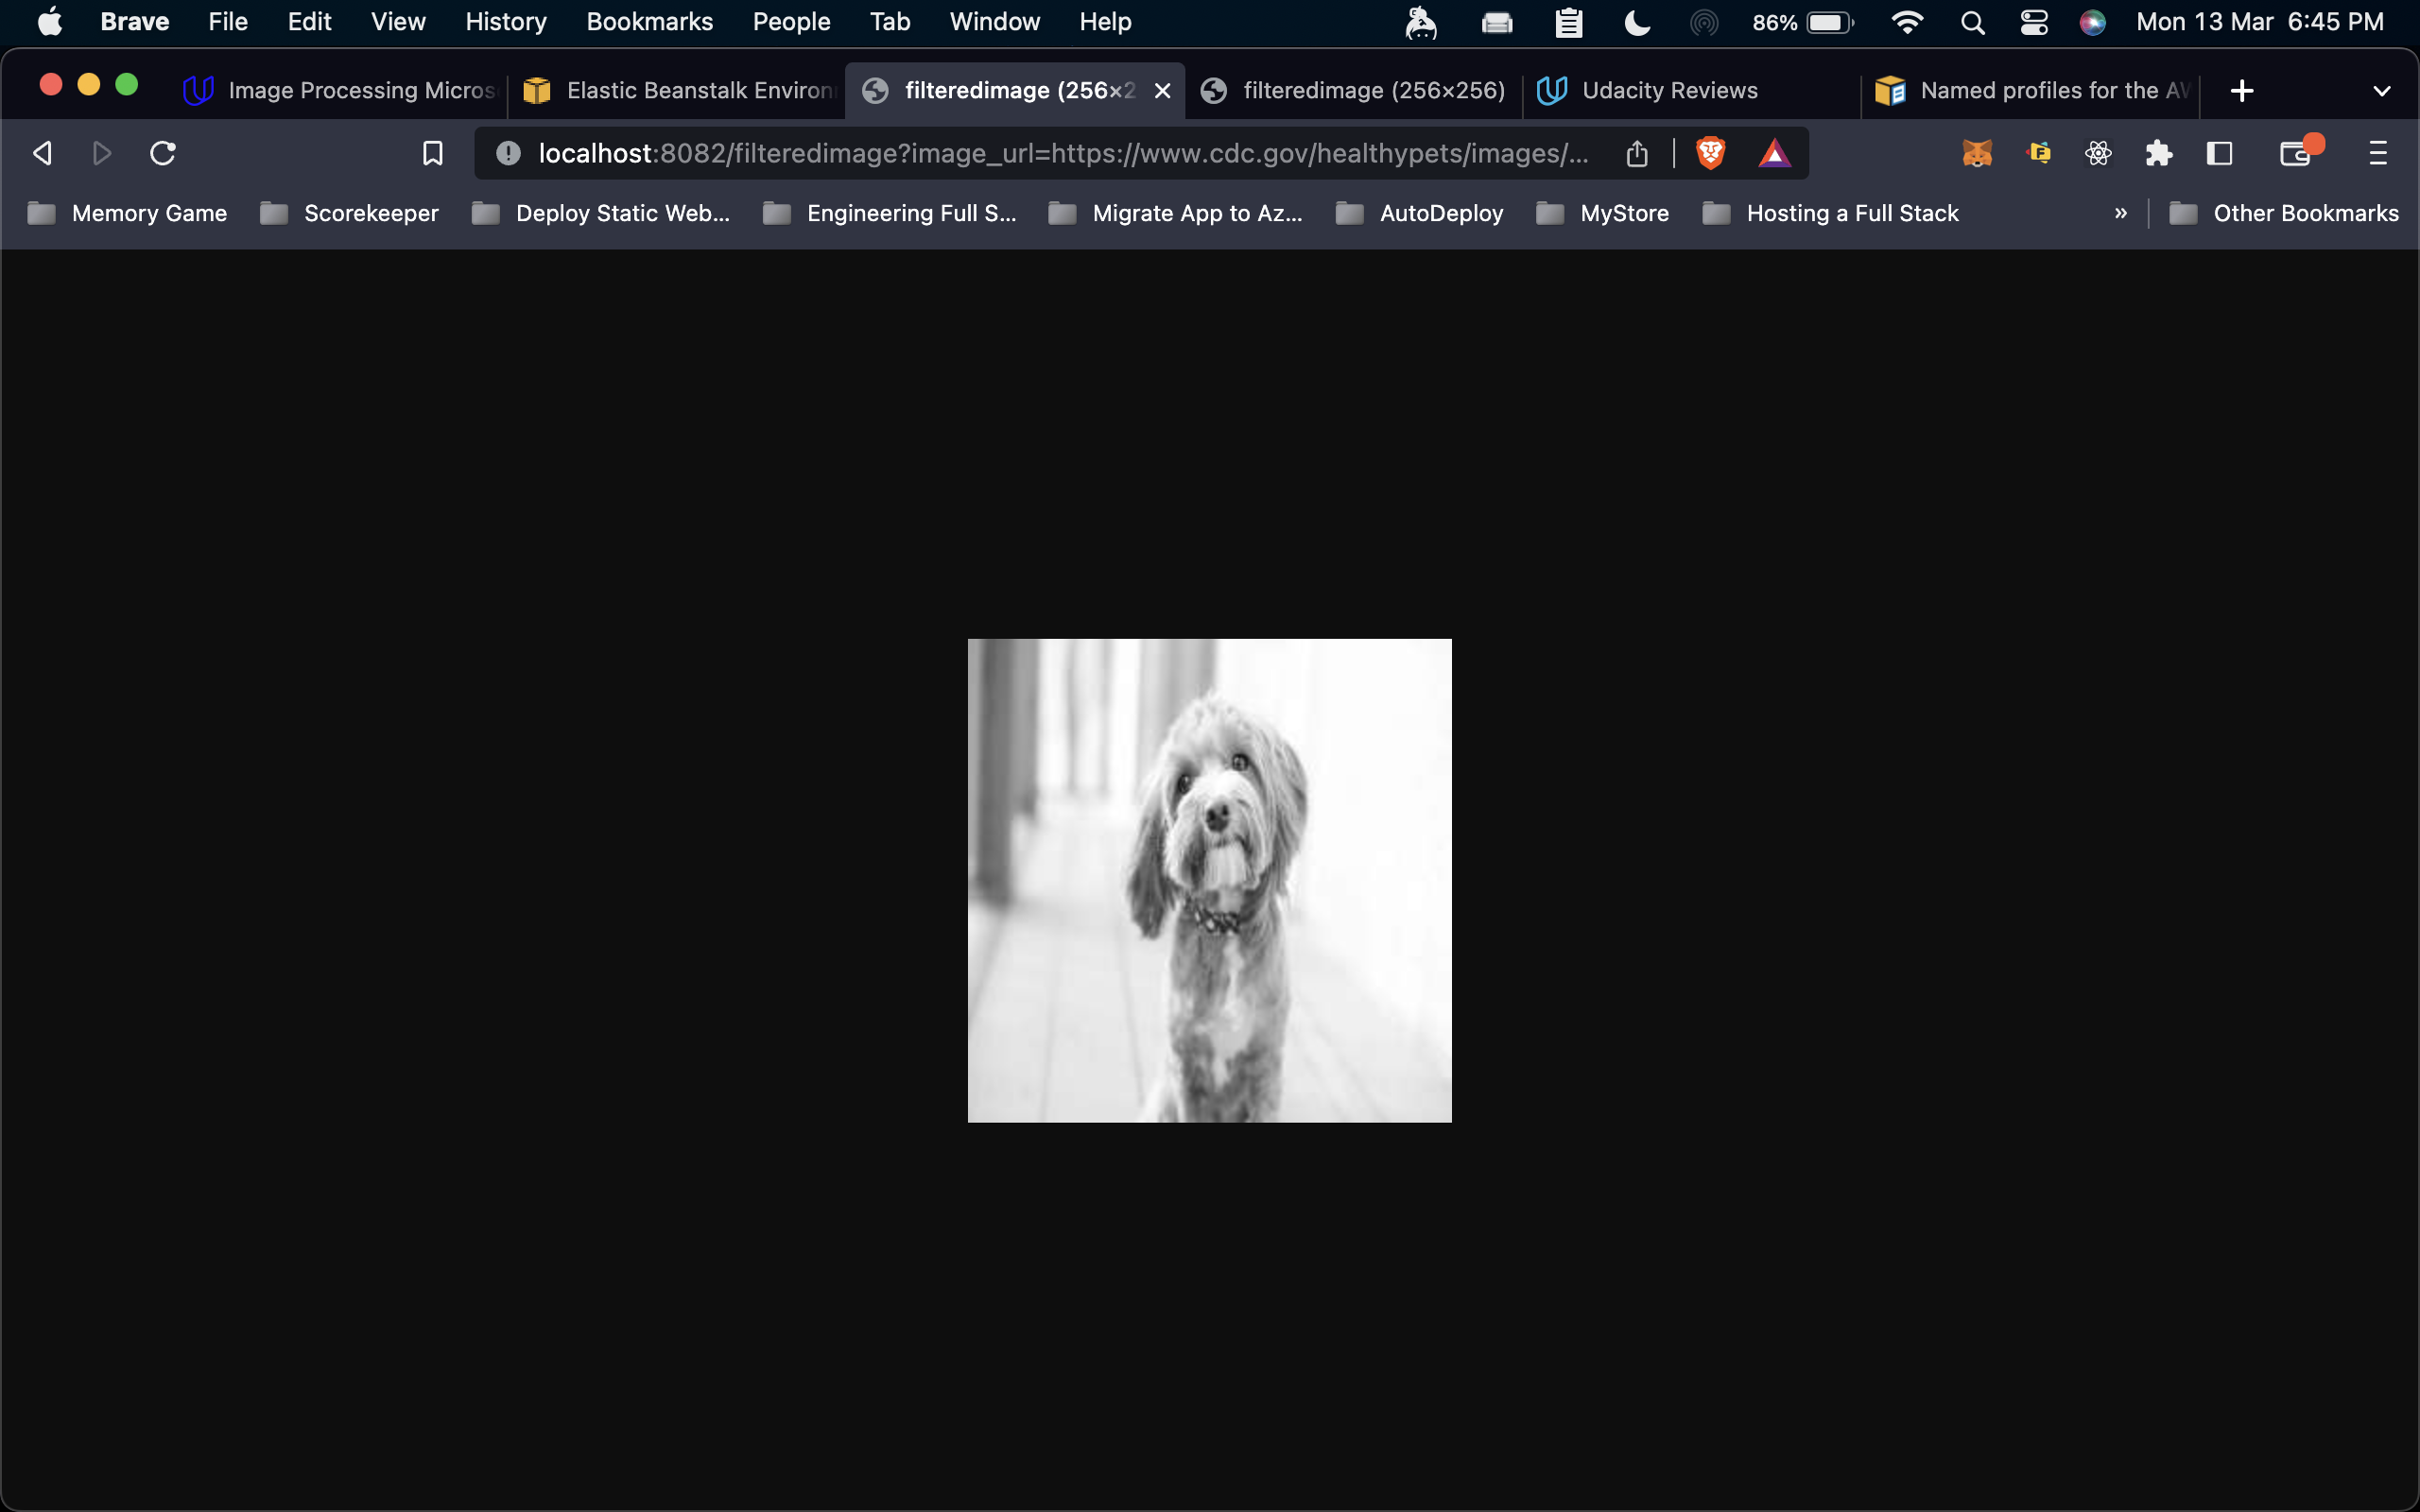 Brave File Edit View History Bookmarks People Tab Window Help 86% Mon 13 Mar 6:45 PM
Image Processing Micros Elastic Beanstalk Environ filteredimage (256×2 filteredimage (256×256) Udacity Reviews Named profiles for the AW
localhost:8082/filteredimage?image_url=https://www.cdc.gov/healthypets/images/... F
Memory Game Scorekeeper Deploy Static Web... Engineering Full S... Migrate App to Az... AutoDeploy MyStore Hosting a Full Stack » Other Bookmarks